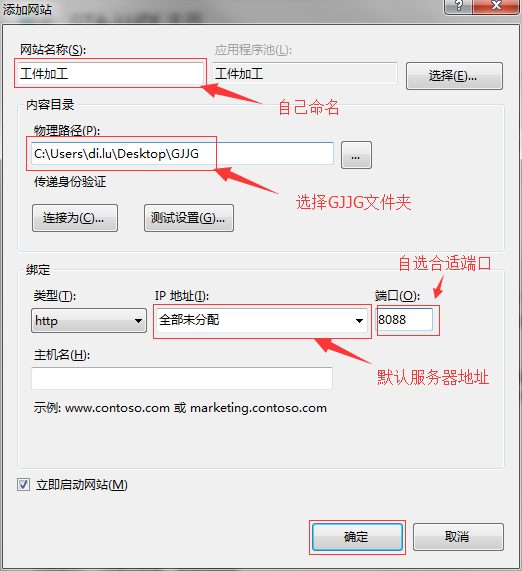 添加网站
网站名称(S):
应用程序池(L):
工件加工
工件加工
选择(E)...
自己命名
内容目录
物理路径(P):
C:\Users\di.lu\Desktop\GJJG
...
传递身份验证
选择GJJG文件夹
连接为(C)...
测试设置(G)...
自选合适端口
绑定
类型(T):
IP 地址(I):
端口(O):
http
全部未分配
8088
主机名(H):
默认服务器地址
示例: www.contoso.com 或 marketing.contoso.com
立即启动网站(M)
确定
取消